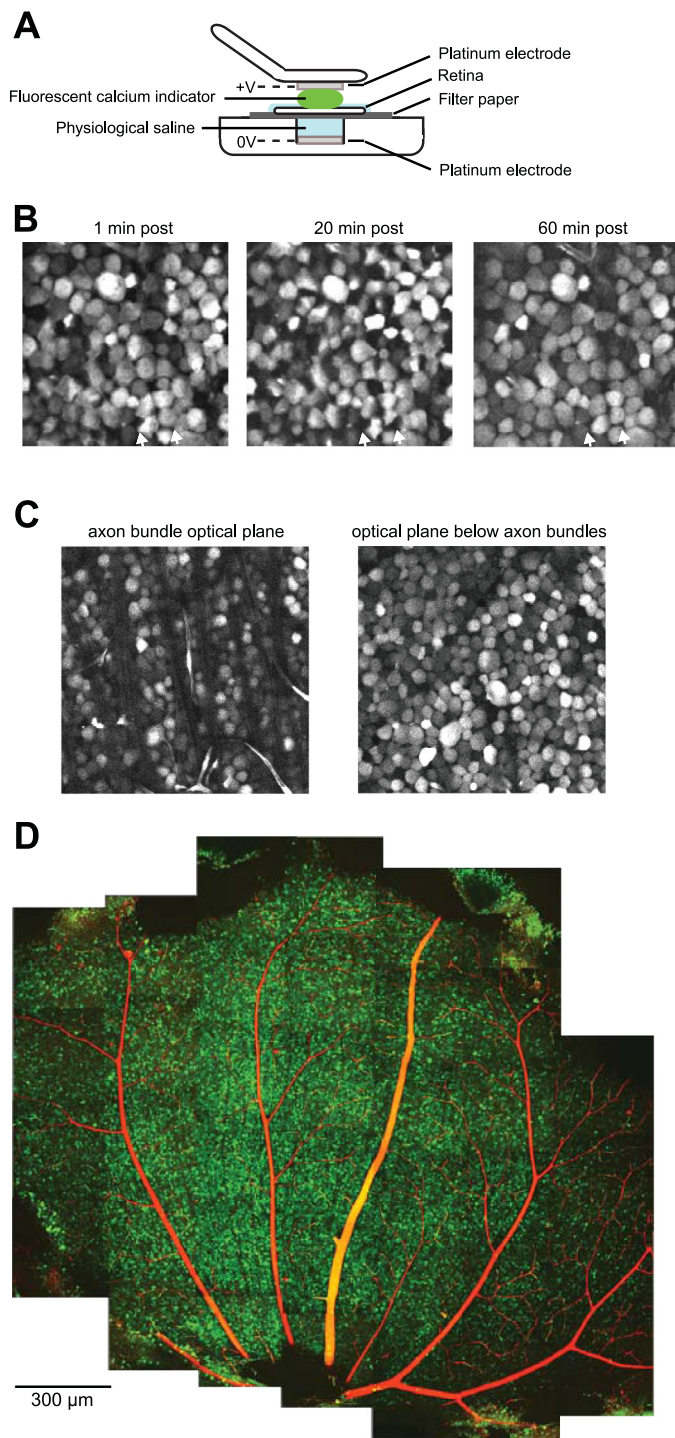 A
Platinum electrode
+V
Retina
Fluorescent calcium indicator
Filter paper
Physiological saline
0V
Platinum electrode
B
1 min post
20 min post
60 min post
C
axon bundle optical plane
optical plane below axon bundles
D
300 µm